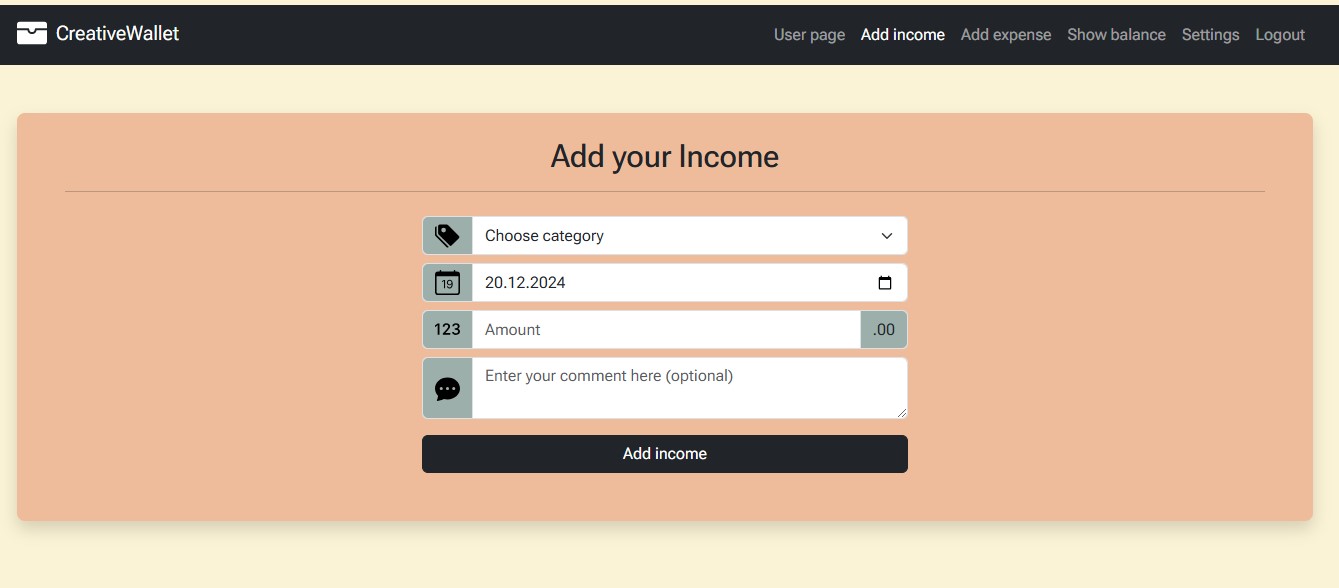 CreativeWallet User page Add income Add expense Show balance Settings Logout
Add your Income
Choose category
19 20.12.2024
123 Amount .00
Enter your comment here (optional)
Add income